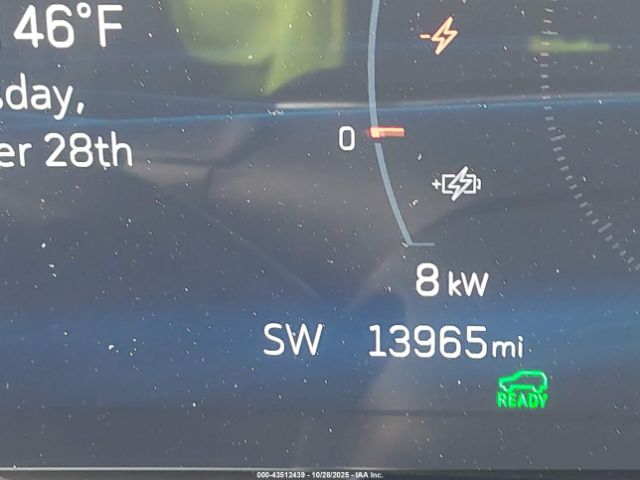 46°F
sday,
er 28th
0
8 kW
SW 13965mi
READY
000-43512439 - 10/28/2025 - IAA Inc.